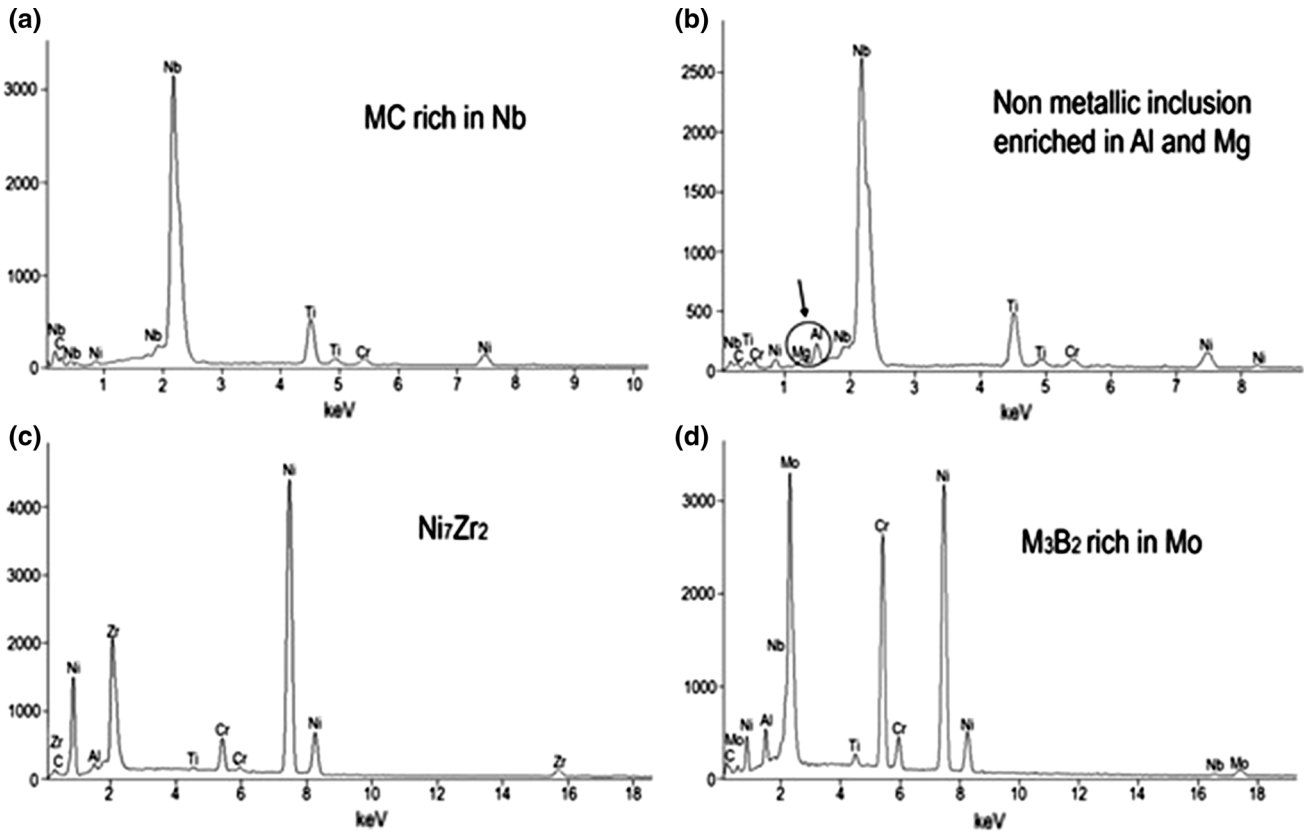 (a)
3000
2000
1000
0
Nb
Nb
C
Nb
Ni
Nb
Ti
Ti
Cr
Ni
MC rich in Nb
1 2 3 4 5 6 7 8 9 10
keV
(b)
2500
2000
1500
1000
500
0
Nb
Nb
C
Ti
Cr
Ni
Mg
Al
Nb
Ti
Ti
Cr
Ni
Ni
Non metallic inclusion
enriched in Al and Mg
1 2 3 4 5 6 7 8
keV
(c)
4000
3000
2000
1000
0
Zr
C
Ni
Al
Zr
Ti
Cr
Cr
Ni
Ni
Zr
Ni7Zr2
2 4 6 8 10 12 14 16 18
keV
(d)
3000
2000
1000
0
Mo
C
Ni
Al
Nb
Mo
Ti
Cr
Cr
Ni
Ni
Nb
Mo
M3B2 rich in Mo
2 4 6 8 10 12 14 16 18
keV